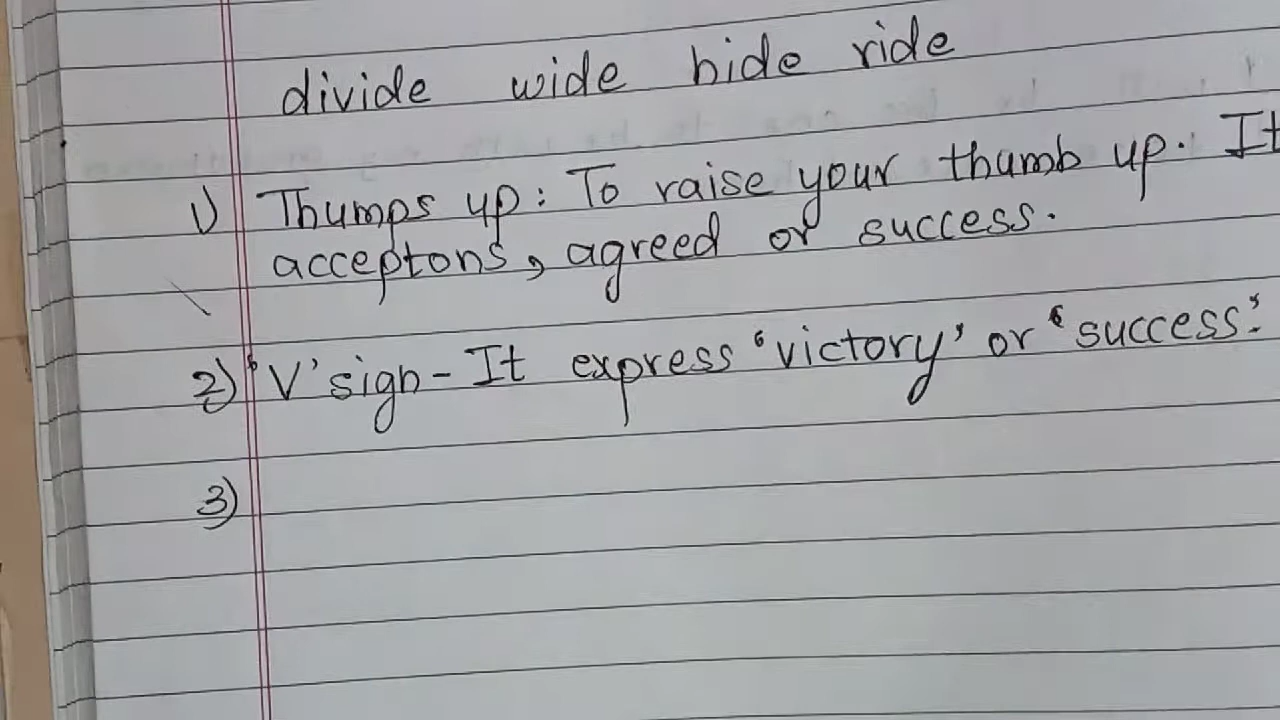 divide wide hide ride
1) Thumps up: To raise your thumb up. It
acceptons, agreed or success.
2) 'V' sign - It express 'victory' or 'success'.
3)